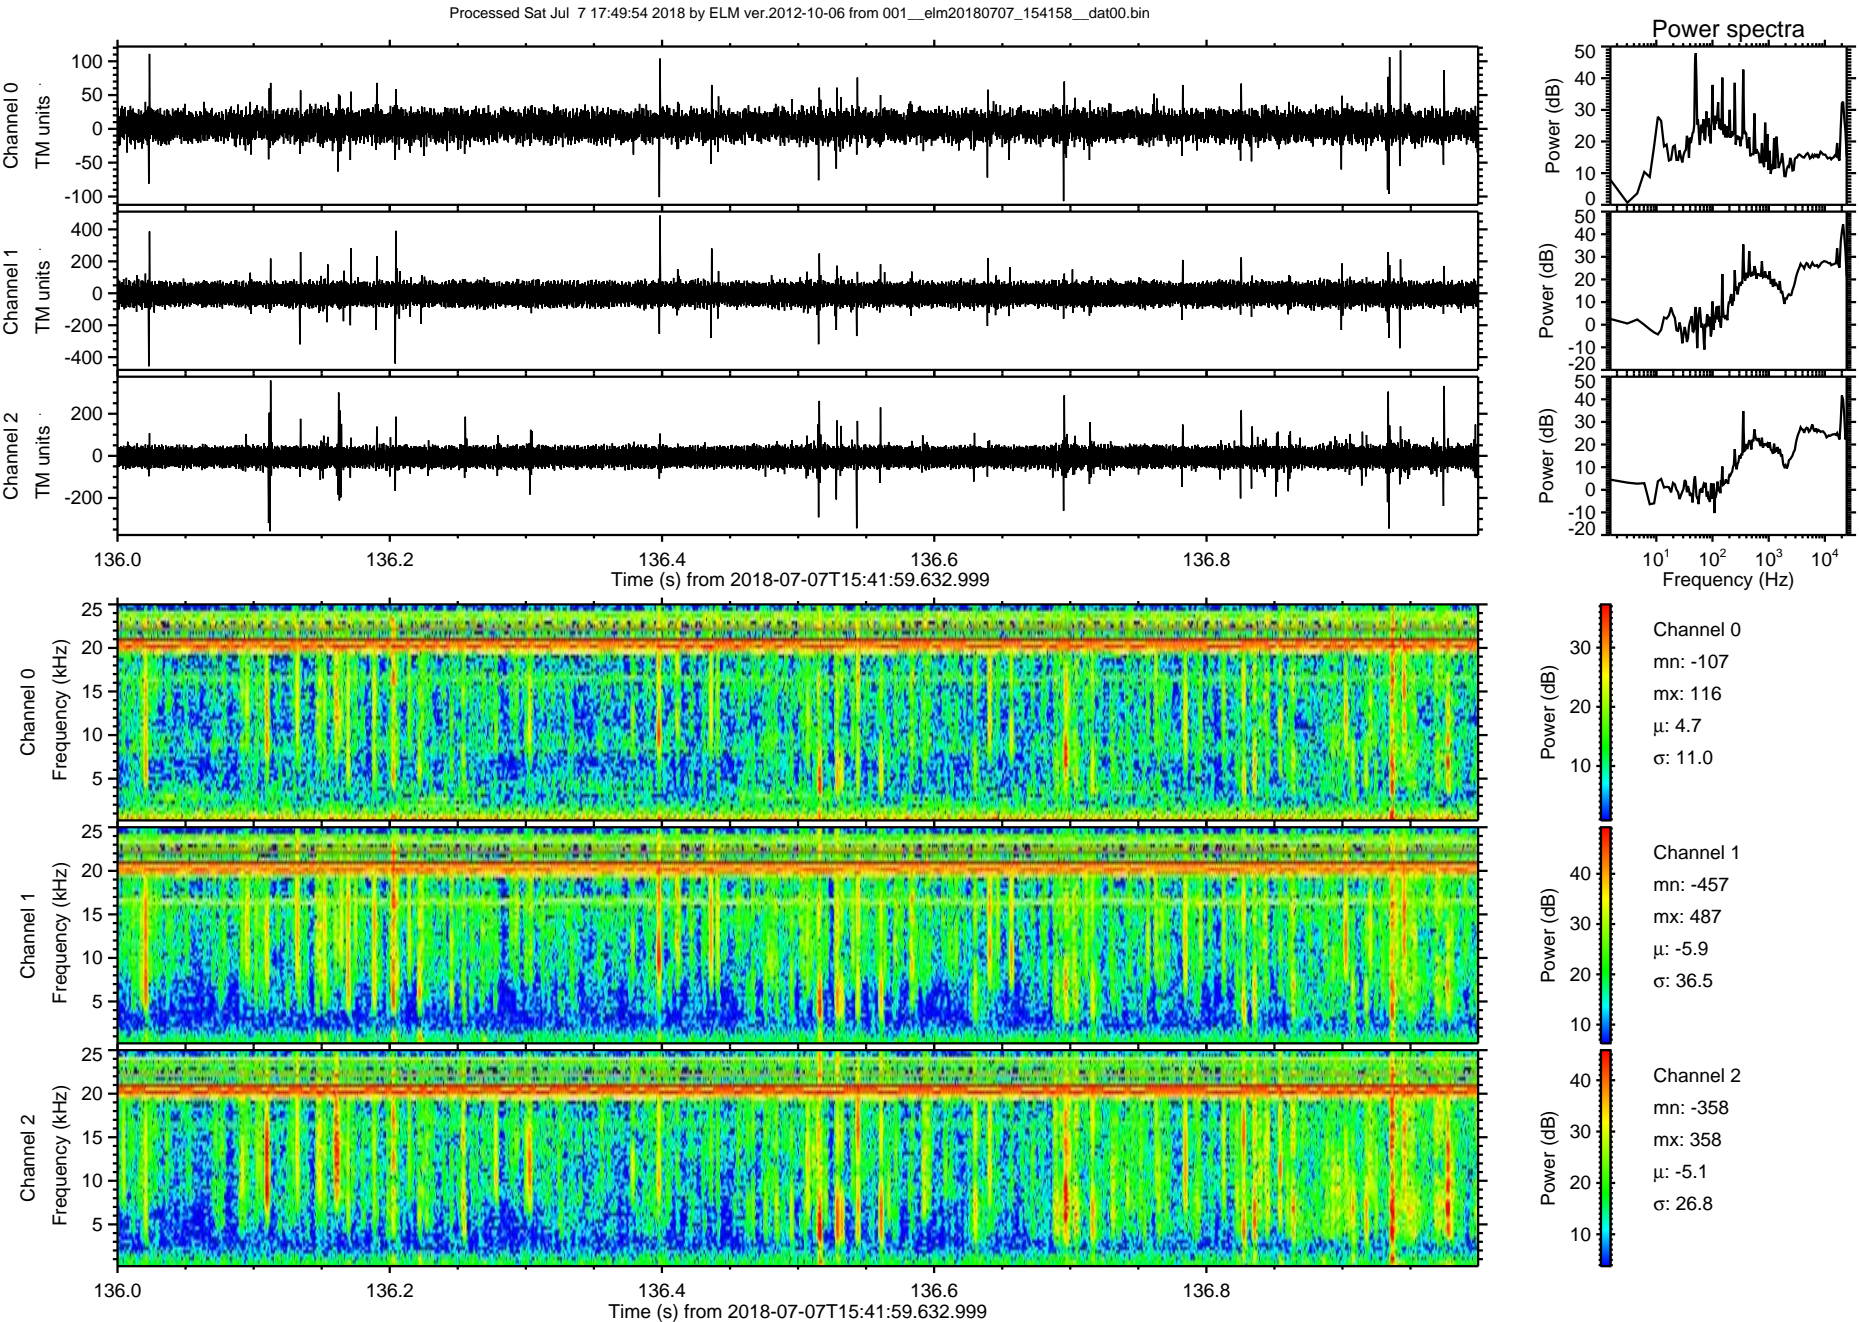 Processed Sat Jul  7 17:49:54 2018 by ELM ver.2012-10-06 from 001__elm20180707_154158__dat00.bin
Power spectra
Channel 0
TM units
100
50
0
-50
-100
Power (dB)
50
40
30
20
10
0
Channel 1
TM units
400
200
0
-200
-400
Power (dB)
50
40
30
20
10
0
-10
-20
Channel 2
TM units
200
0
-200
Power (dB)
50
40
30
20
10
0
-10
-20
136.0 136.2 136.4 136.6 136.8
Time (s) from 2018-07-07T15:41:59.632.999
10¹ 10² 10³ 10⁴
Frequency (Hz)
Channel 0
Frequency (kHz)
25
20
15
10
5
Power (dB)
30
20
10
Channel 0
mn: -107
mx: 116
μ: 4.7
σ: 11.0
Channel 1
Frequency (kHz)
25
20
15
10
5
Power (dB)
40
30
20
10
Channel 1
mn: -457
mx: 487
μ: -5.9
σ: 36.5
Channel 2
Frequency (kHz)
25
20
15
10
5
Power (dB)
40
30
20
10
Channel 2
mn: -358
mx: 358
μ: -5.1
σ: 26.8
136.0 136.2 136.4 136.6 136.8
Time (s) from 2018-07-07T15:41:59.632.999